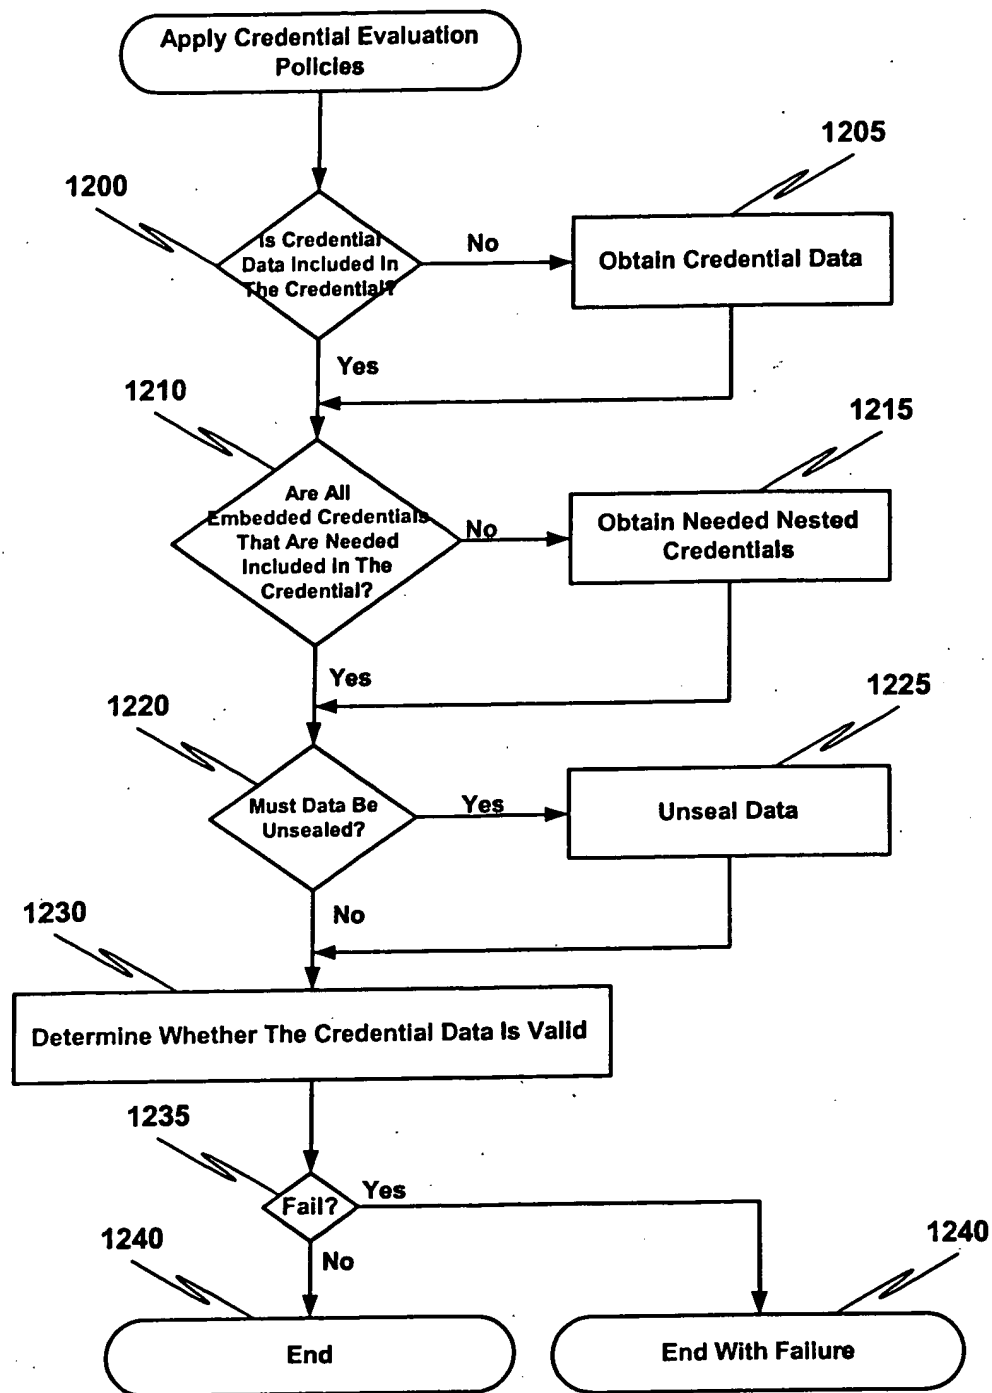 Apply Credential Evaluation
Policies
1205
1200
Is Credential
Data Included In
The Credential?
No
Obtain Credential Data
Yes
1210
1215
Are All
Embedded Credentials
That Are Needed
Included In The
Credential?
No
Obtain Needed Nested
Credentials
Yes
1220
1225
Must Data Be
Unsealed?
Yes
Unseal Data
No
1230
Determine Whether The Credential Data Is Valid
1235
Fail?
Yes
No
1240
1240
End
End With Failure